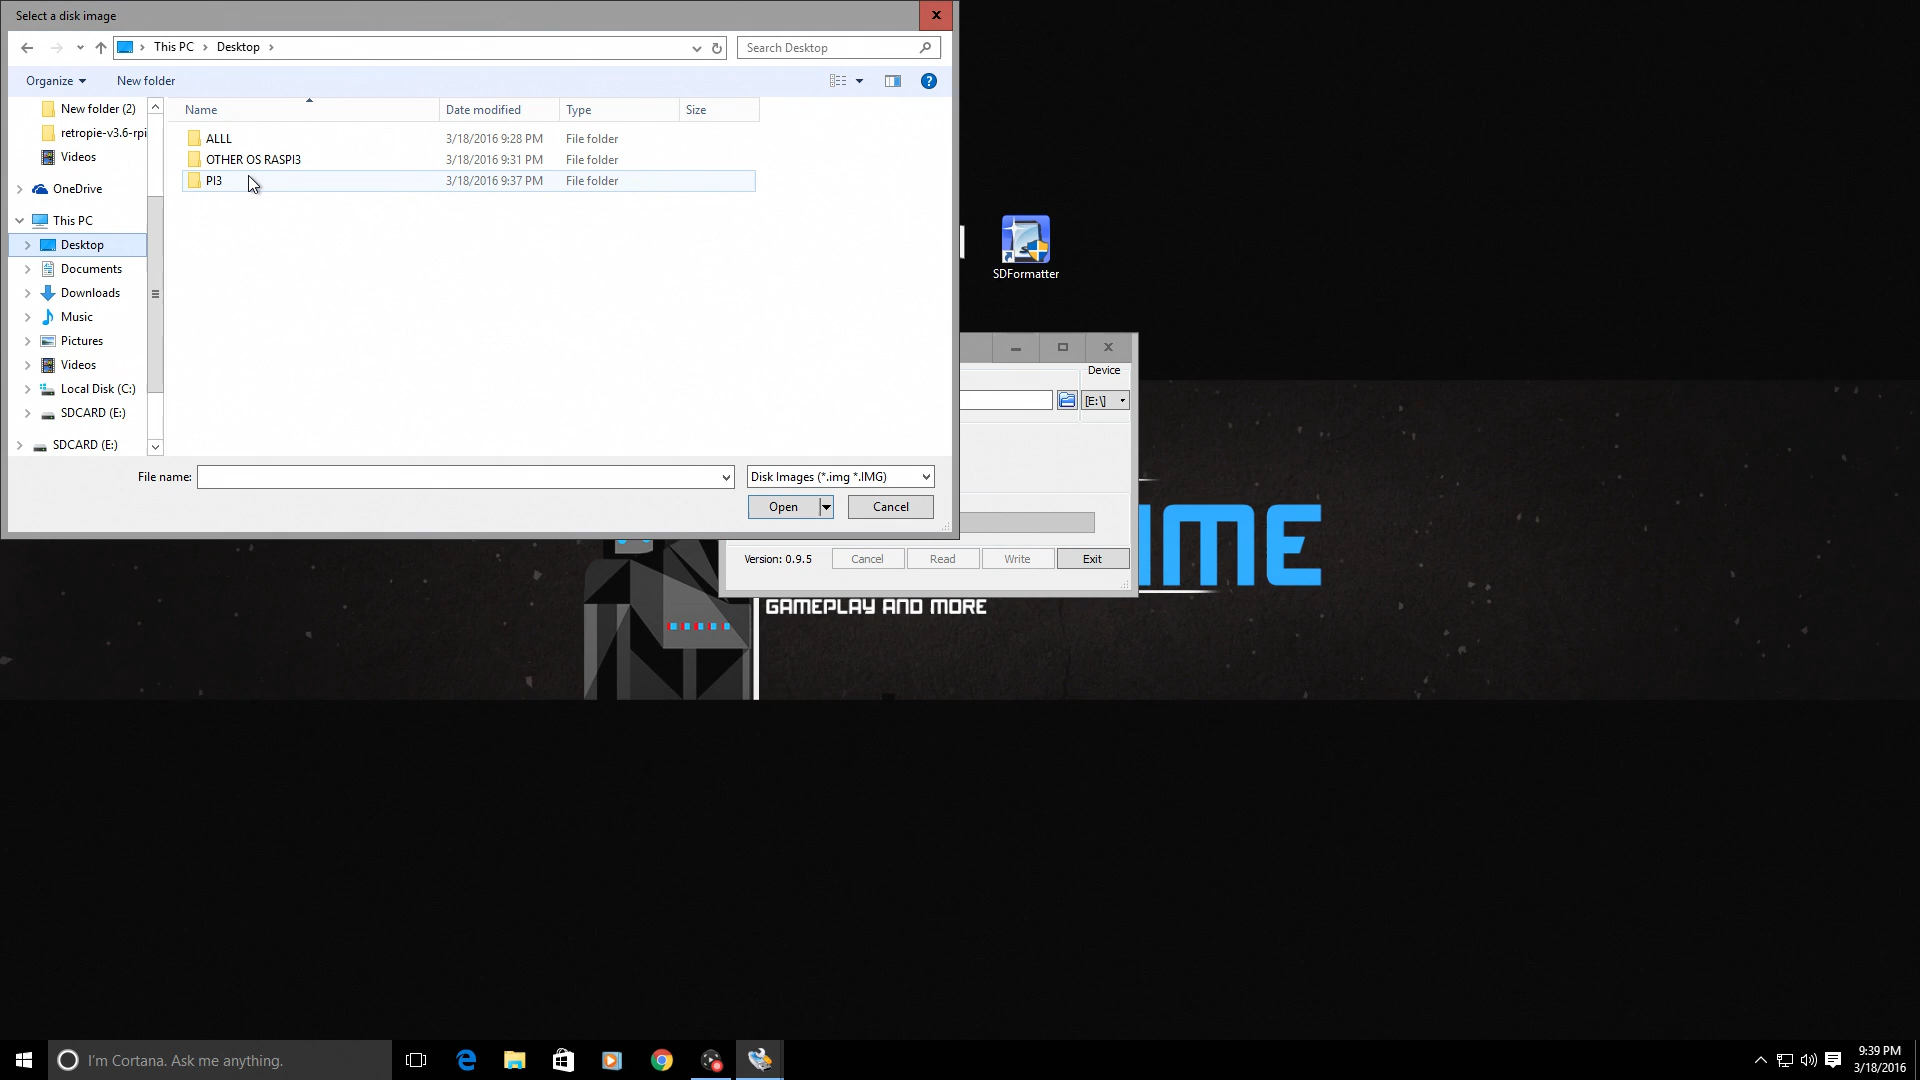 Select a disk image
This PC > Desktop >
Search Desktop
Organize
New folder
New folder (2)
retropie-v3.6-rpi
Videos
OneDrive
This PC
Desktop
Documents
Downloads
Music
Pictures
Videos
Local Disk (C:)
SDCARD (E:)
SDCARD (E:)
Name Date modified Type Size
ALLL 3/18/2016 9:28 PM File folder
OTHER OS RASPI3 3/18/2016 9:31 PM File folder
PI3 3/18/2016 9:37 PM File folder
File name:
Disk Images (*.img *.IMG)
Open
Cancel
SDFormatter
Device
[E:\]
Version: 0.9.5
Cancel
Read
Write
Exit
GAMEPLAY AND MORE
I'm Cortana. Ask me anything.
9:39 PM
3/18/2016